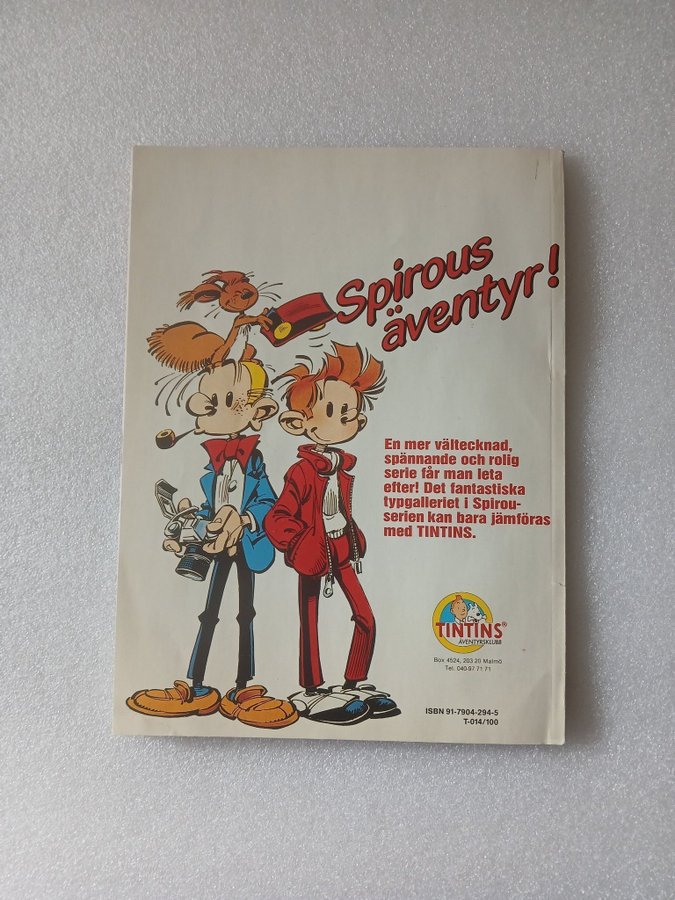 Spirous
äventyr!
En mer vältecknad,
spännande och rolig
serie får man leta
efter! Det fantastiska
typgalleriet i Spirou-
serien kan bara jämföras
med TINTINS.
TINTINS®
ÄVENTYRSKLUBB
Box 4524, 203 20 Malmö
Tel. 040-97 71 71
ISBN 91-7904-294-5
T-014/100